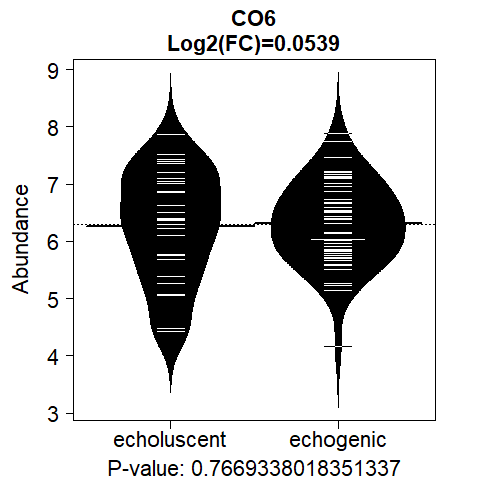 CO6
Log2(FC)=0.0539
9
8
7
6
5
4
3
Abundance
echoluscent echogenic
P-value: 0.7669338018351337